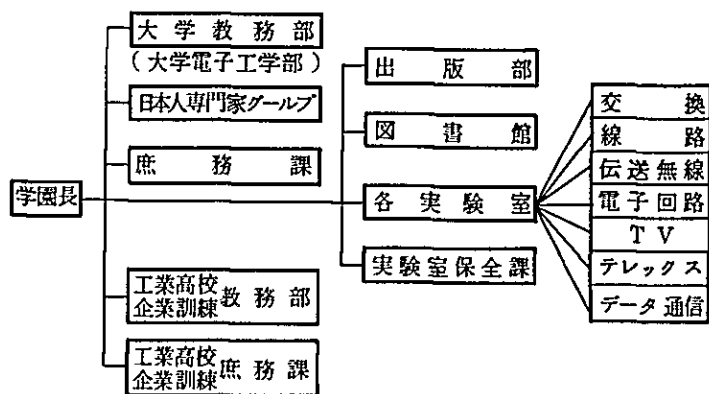 学園長
大学教務部
（大学電子工学部）
日本人専門家グールプ
庶務課
工業高校
企業訓練 教務部
工業高校
企業訓練 庶務課
出版部
図書館
各実験室
実験室保全課
交換
線路
伝送無線
電子回路
TV
テレックス
データ通信